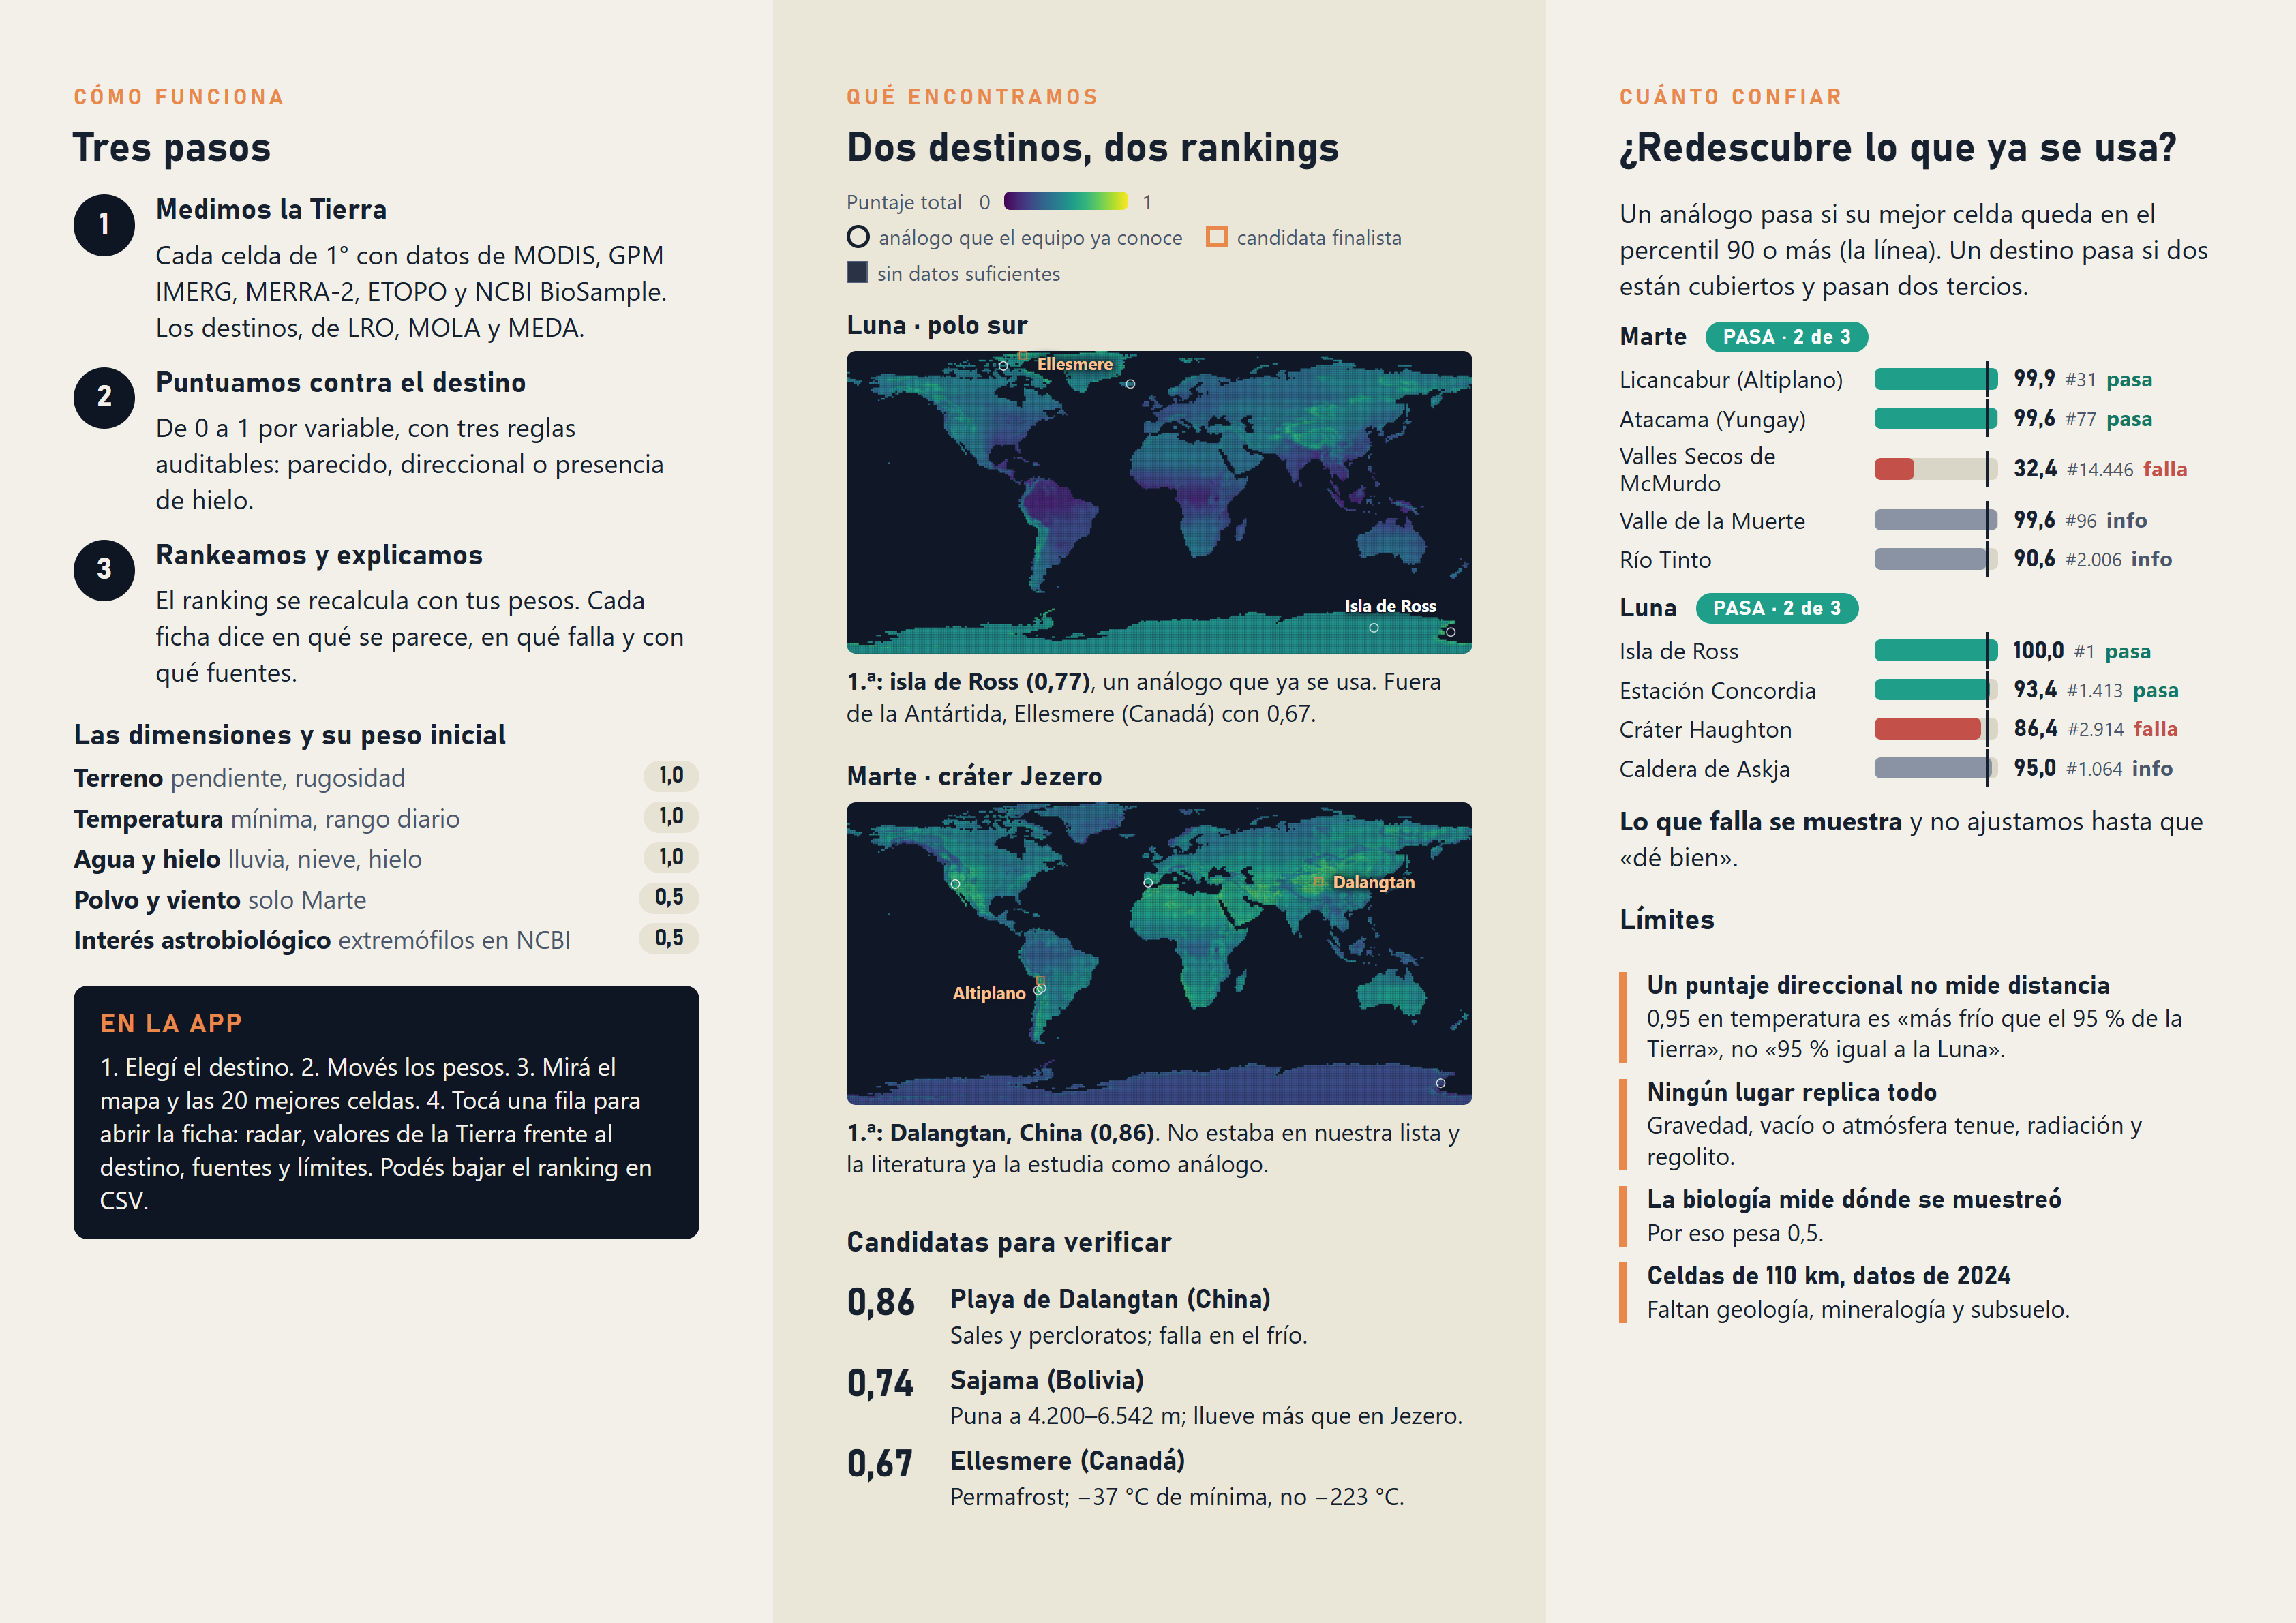 CÓMO FUNCIONA
Tres pasos
1
Medimos la Tierra
Cada celda de 1° con datos de MODIS, GPM
IMERG, MERRA-2, ETOPO y NCBI BioSample.
Los destinos, de LRO, MOLA y MEDA.
2
Puntuamos contra el destino
De 0 a 1 por variable, con tres reglas
auditables: parecido, direccional o presencia
de hielo.
3
Rankeamos y explicamos
El ranking se recalcula con tus pesos. Cada
ficha dice en qué se parece, en qué falla y con
qué fuentes.
Las dimensiones y su peso inicial
Terreno pendiente, rugosidad 1,0
Temperatura mínima, rango diario 1,0
Agua y hielo lluvia, nieve, hielo 1,0
Polvo y viento solo Marte 0,5
Interés astrobiológico extremófilos en NCBI 0,5
EN LA APP
1. Elegí el destino. 2. Movés los pesos. 3. Mirá el
mapa y las 20 mejores celdas. 4. Tocá una fila para
abrir la ficha: radar, valores de la Tierra frente al
destino, fuentes y límites. Podés bajar el ranking en
CSV.
QUÉ ENCONTRAMOS
Dos destinos, dos rankings
Puntaje total 0 1
análogo que el equipo ya conoce candidata finalista
sin datos suficientes
Luna · polo sur
Ellesmere
Isla de Ross
1.ª: isla de Ross (0,77), un análogo que ya se usa. Fuera
de la Antártida, Ellesmere (Canadá) con 0,67.
Marte · cráter Jezero
Dalangtan
Altiplano
1.ª: Dalangtan, China (0,86). No estaba en nuestra lista y
la literatura ya la estudia como análogo.
Candidatas para verificar
0,86 Playa de Dalangtan (China)
Sales y percloratos; falla en el frío.
0,74 Sajama (Bolivia)
Puna a 4.200–6.542 m; llueve más que en Jezero.
0,67 Ellesmere (Canadá)
Permafrost; −37 °C de mínima, no −223 °C.
CUÁNTO CONFIAR
¿Redescubre lo que ya se usa?
Un análogo pasa si su mejor celda queda en el
percentil 90 o más (la línea). Un destino pasa si dos
están cubiertos y pasan dos tercios.
Marte PASA · 2 de 3
Licancabur (Altiplano) 99,9 #31 pasa
Atacama (Yungay) 99,6 #77 pasa
Valles Secos de
McMurdo 32,4 #14.446 falla
Valle de la Muerte 99,6 #96 info
Río Tinto 90,6 #2.006 info
Luna PASA · 2 de 3
Isla de Ross 100,0 #1 pasa
Estación Concordia 93,4 #1.413 pasa
Cráter Haughton 86,4 #2.914 falla
Caldera de Askja 95,0 #1.064 info
Lo que falla se muestra y no ajustamos hasta que
«dé bien».
Límites
Un puntaje direccional no mide distancia
0,95 en temperatura es «más frío que el 95 % de la
Tierra», no «95 % igual a la Luna».
Ningún lugar replica todo
Gravedad, vacío o atmósfera tenue, radiación y
regolito.
La biología mide dónde se muestreó
Por eso pesa 0,5.
Celdas de 110 km, datos de 2024
Faltan geología, mineralogía y subsuelo.